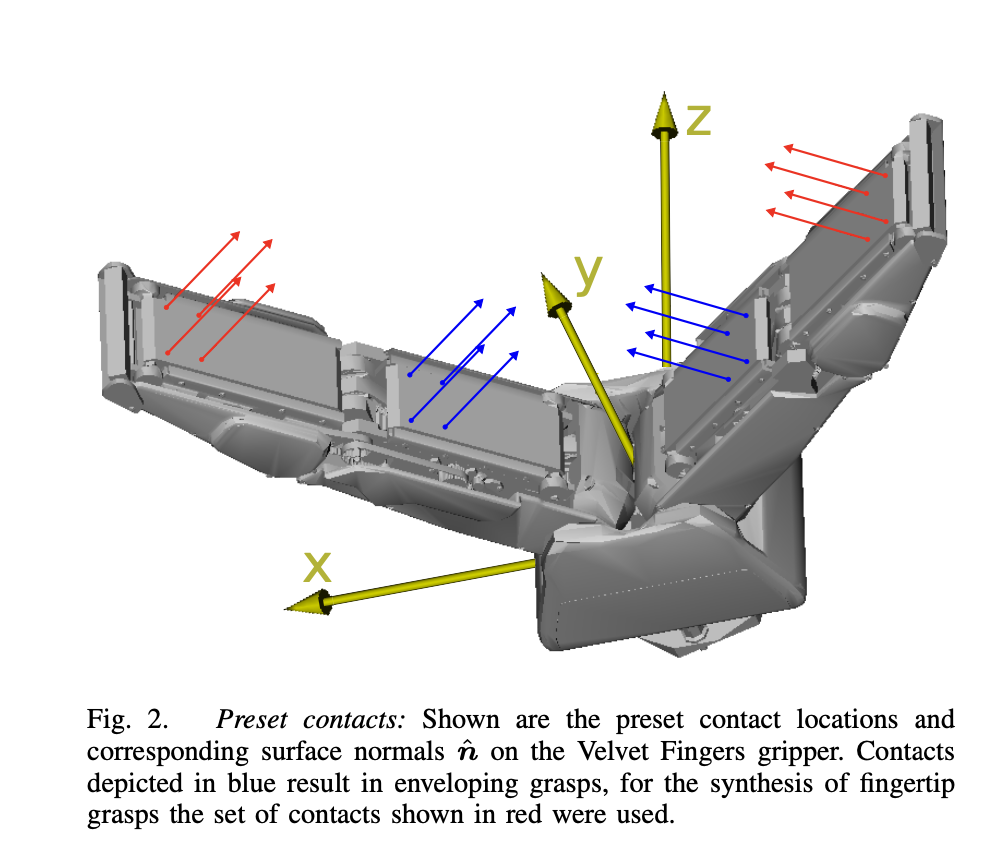 z
y
x
Fig. 2. Preset contacts: Shown are the preset contact locations and
corresponding surface normals n̂ on the Velvet Fingers gripper. Contacts
depicted in blue result in enveloping grasps, for the synthesis of fingertip
grasps the set of contacts shown in red were used.